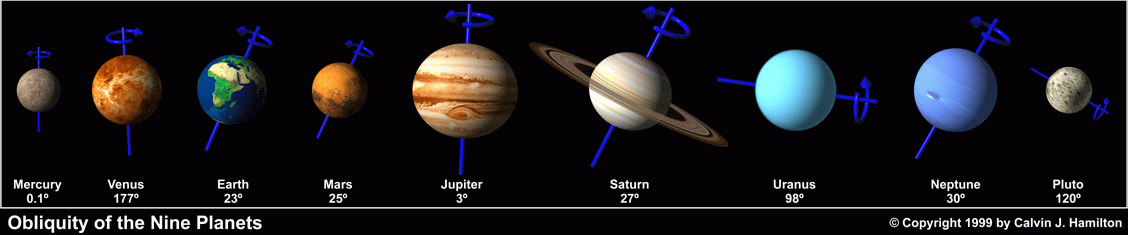 Mercury
0.1º
Venus
177º
Earth
23º
Mars
25º
Jupiter
3º
Saturn
27º
Uranus
98º
Neptune
30º
Pluto
120º
Obliquity of the Nine Planets
© Copyright 1999 by Calvin J. Hamilton